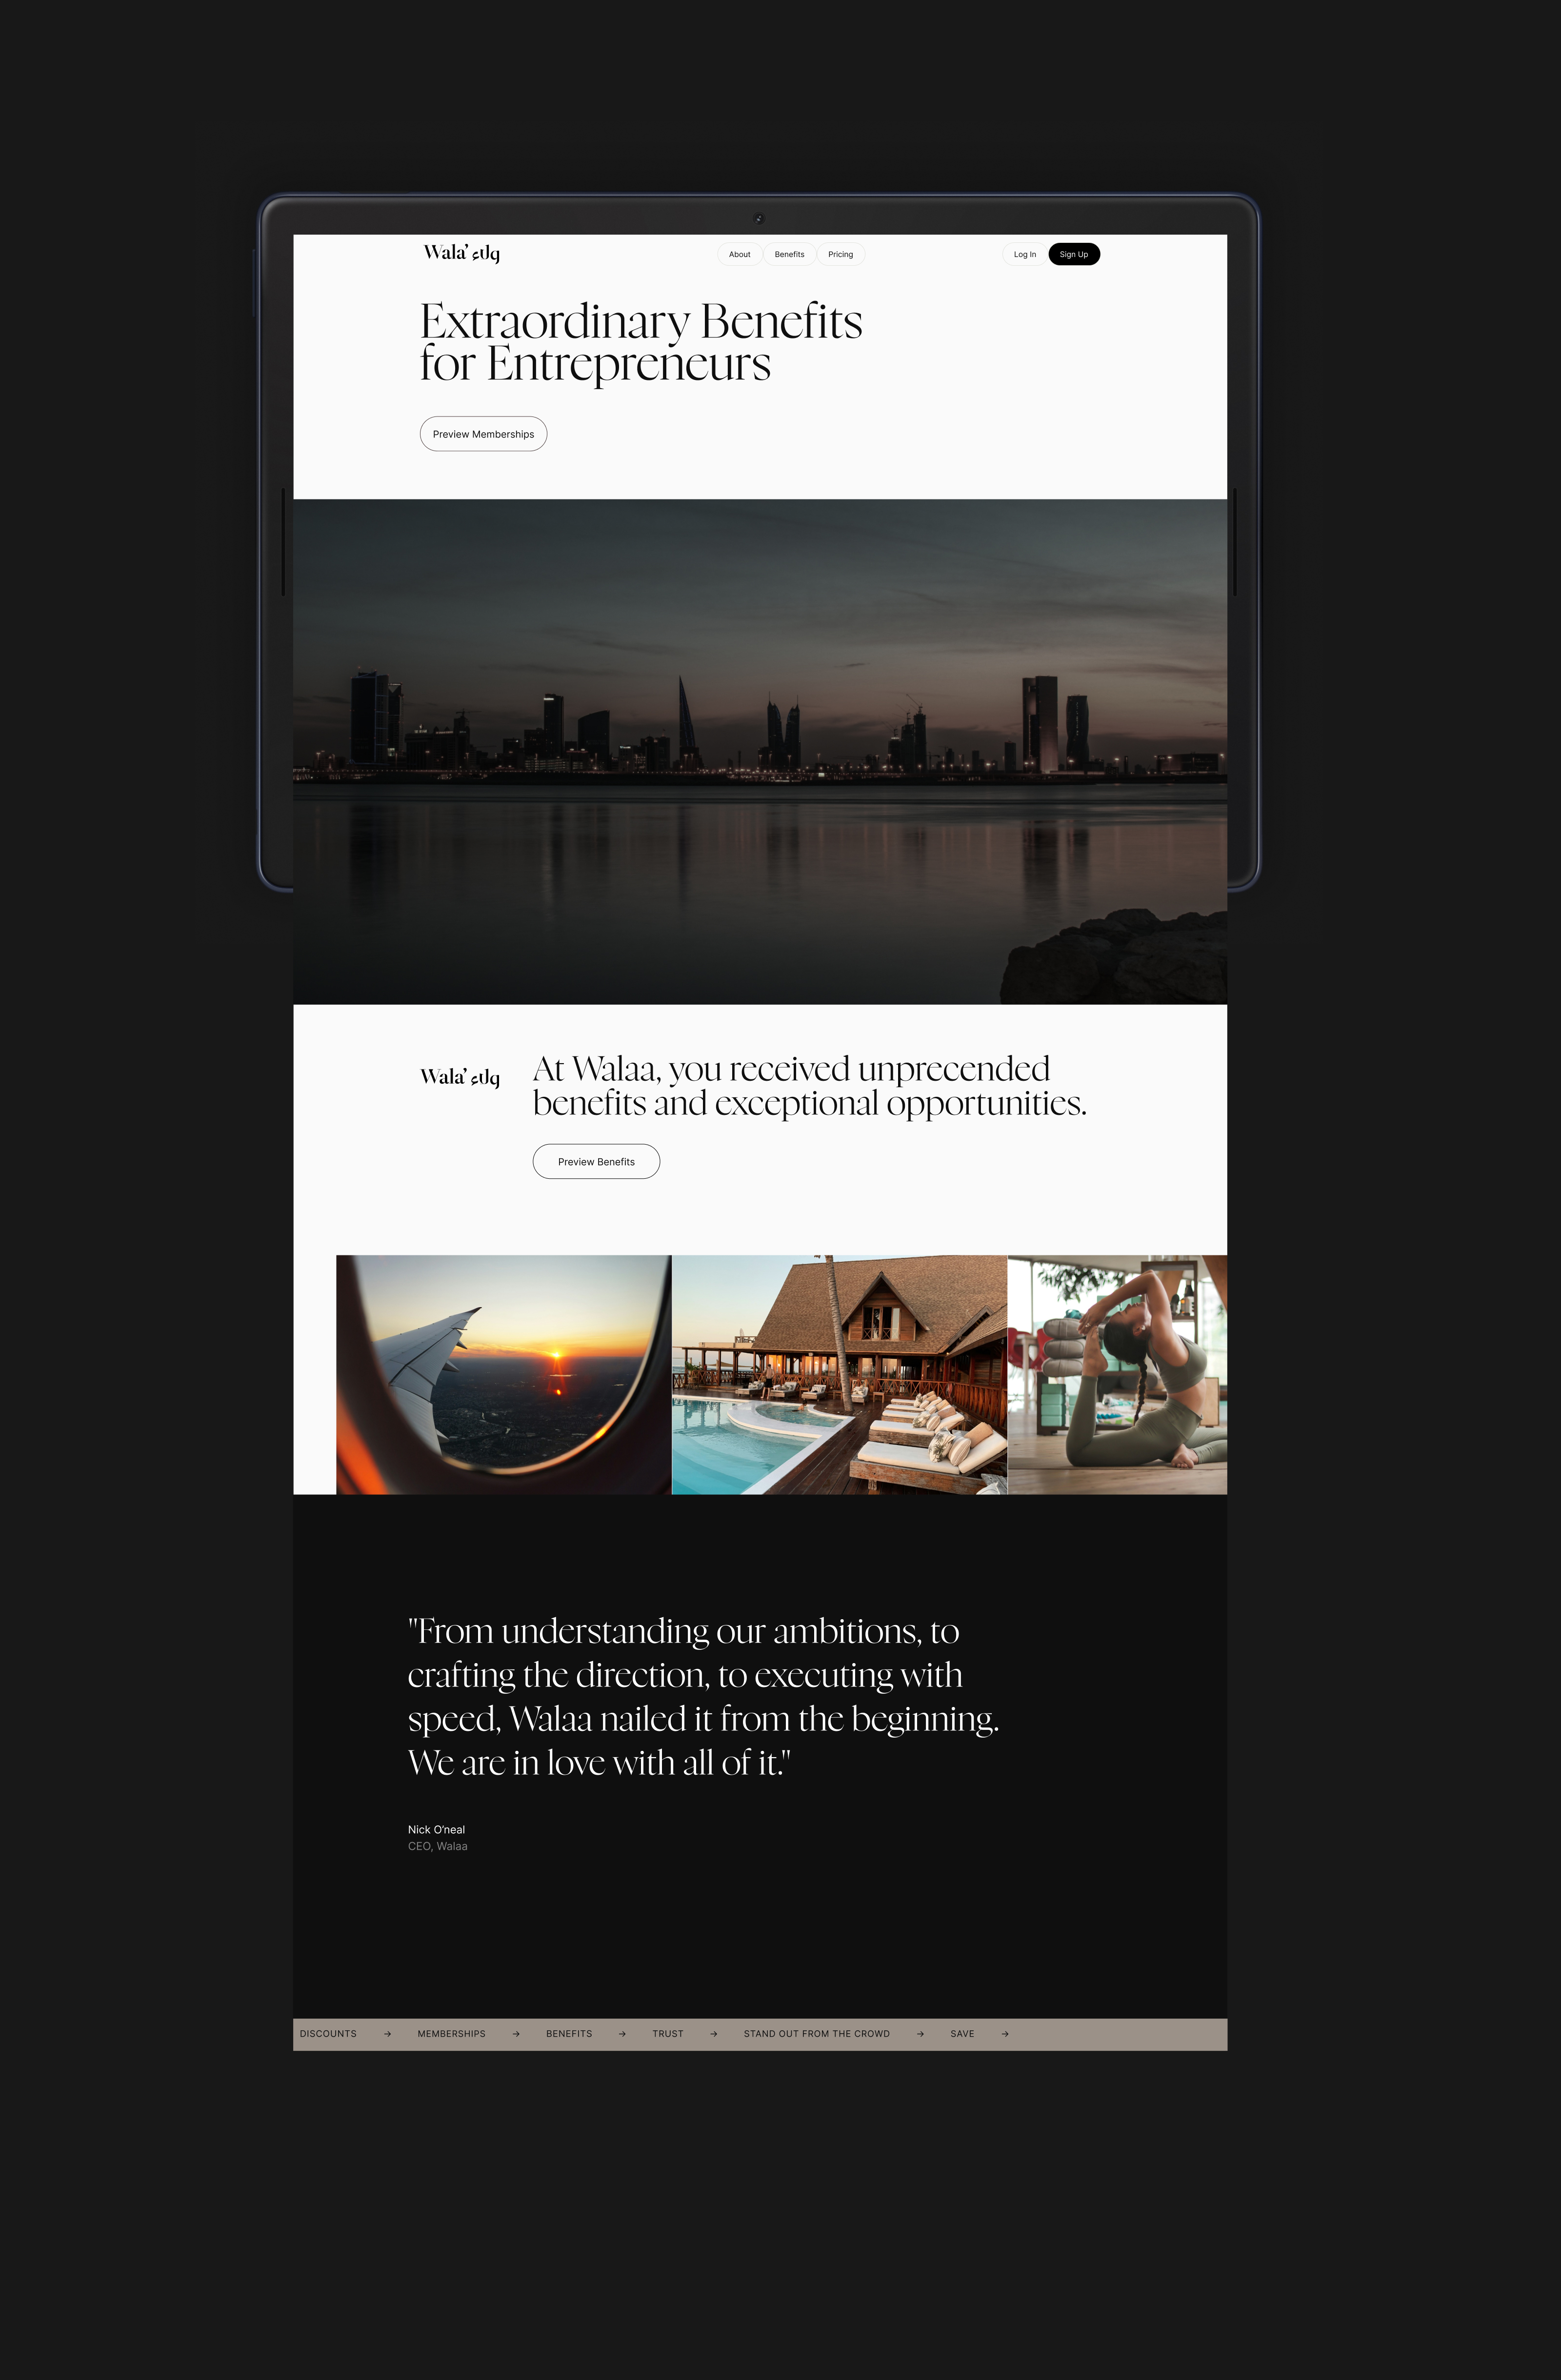 Wala’ ولاء
About
Benefits
Pricing
Log In
Sign Up
Extraordinary Benefits
for Entrepreneurs
Preview Memberships
Wala’ ولاء
At Walaa, you received unprecended
benefits and exceptional opportunities.
Preview Benefits
"From understanding our ambitions, to
crafting the direction, to executing with
speed, Walaa nailed it from the beginning.
We are in love with all of it."
Nick O’neal
CEO, Walaa
DISCOUNTS → MEMBERSHIPS → BENEFITS → TRUST → STAND OUT FROM THE CROWD → SAVE →